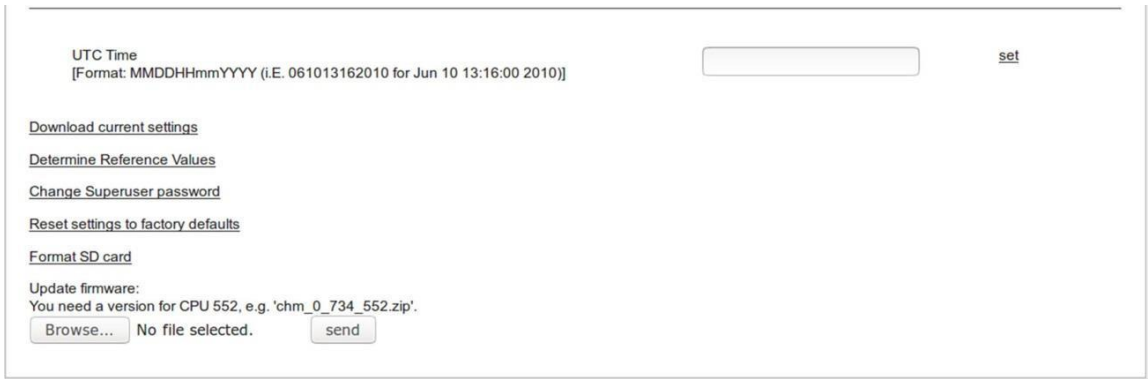 UTC Time
[Format: MMDDHHmmYYYY (i.E. 061013162010 for Jun 10 13:16:00 2010)]
set
Download current settings
Determine Reference Values
Change Superuser password
Reset settings to factory defaults
Format SD card
Update firmware:
You need a version for CPU 552, e.g. 'chm_0_734_552.zip'.
Browse... No file selected. send